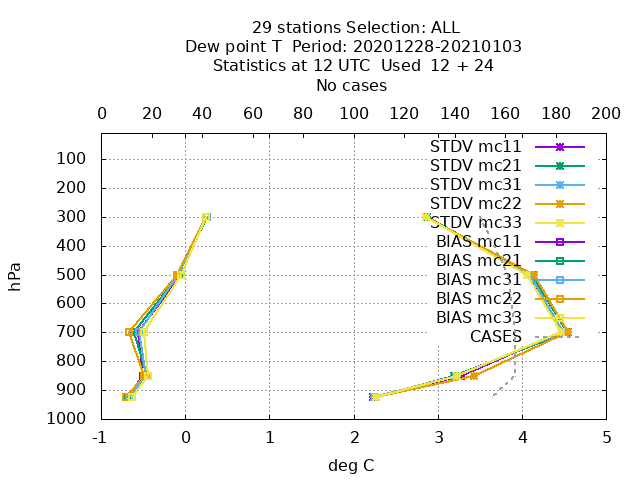 29 stations Selection: ALL
Dew point T  Period: 20201228-20210103
Statistics at 12 UTC  Used  12 + 24
No cases
0 20 40 60 80 100 120 140 160 180 200
STDV mc11
100
STDV mc21
STDV mc31
200
STDV mc22
300
STDV mc33
400
BIAS mc11
BIAS mc21
500
BIAS mc31
600
BIAS mc22
BIAS mc33
700
CASES
800
900
1000
hPa
-1 0 1 2 3 4 5
deg C